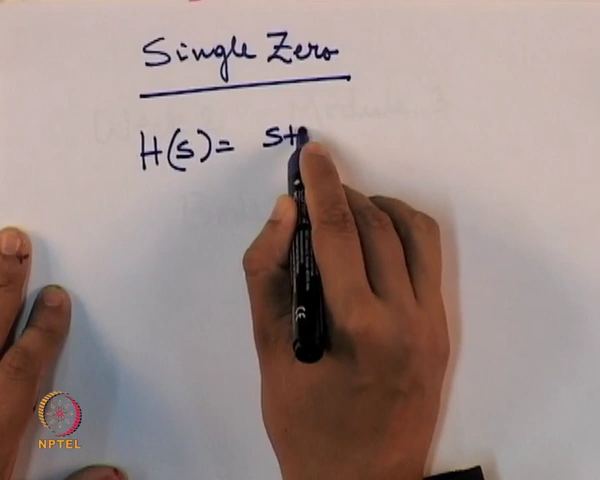 Single Zero
H(s) = s+
NPTEL